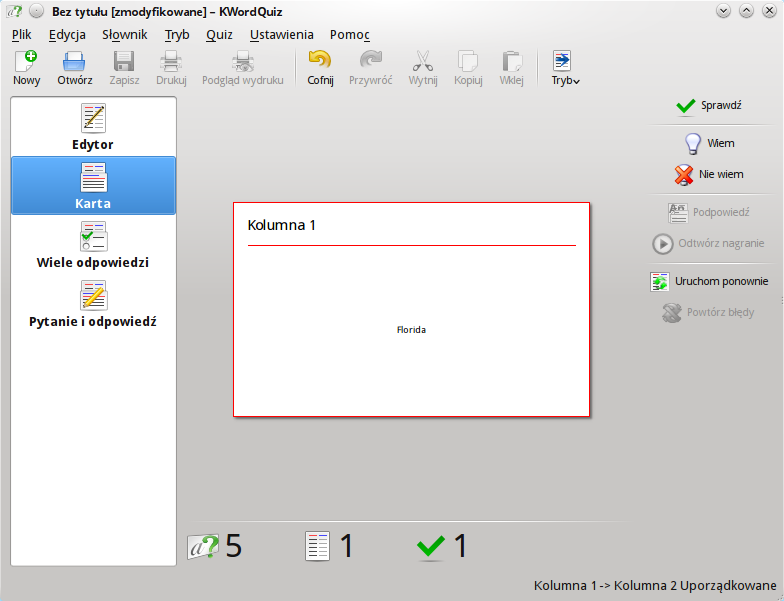 Bez tytułu [zmodyfikowane] – KWordQuiz
Plik Edycja Słownik Tryb Quiz Ustawienia Pomoc
Nowy Otwórz Zapisz Drukuj Podgląd wydruku Cofnij Przywróć Wytnij Kopiuj Wklej Tryb
Edytor
Karta
Wiele odpowiedzi
Pytanie i odpowiedź
Kolumna 1
Florida
Sprawdź
Wiem
Nie wiem
Podpowiedź
Odtwórz nagranie
Uruchom ponownie
Powtórz błędy
a? 5 1 1
Kolumna 1 -> Kolumna 2 Uporządkowane